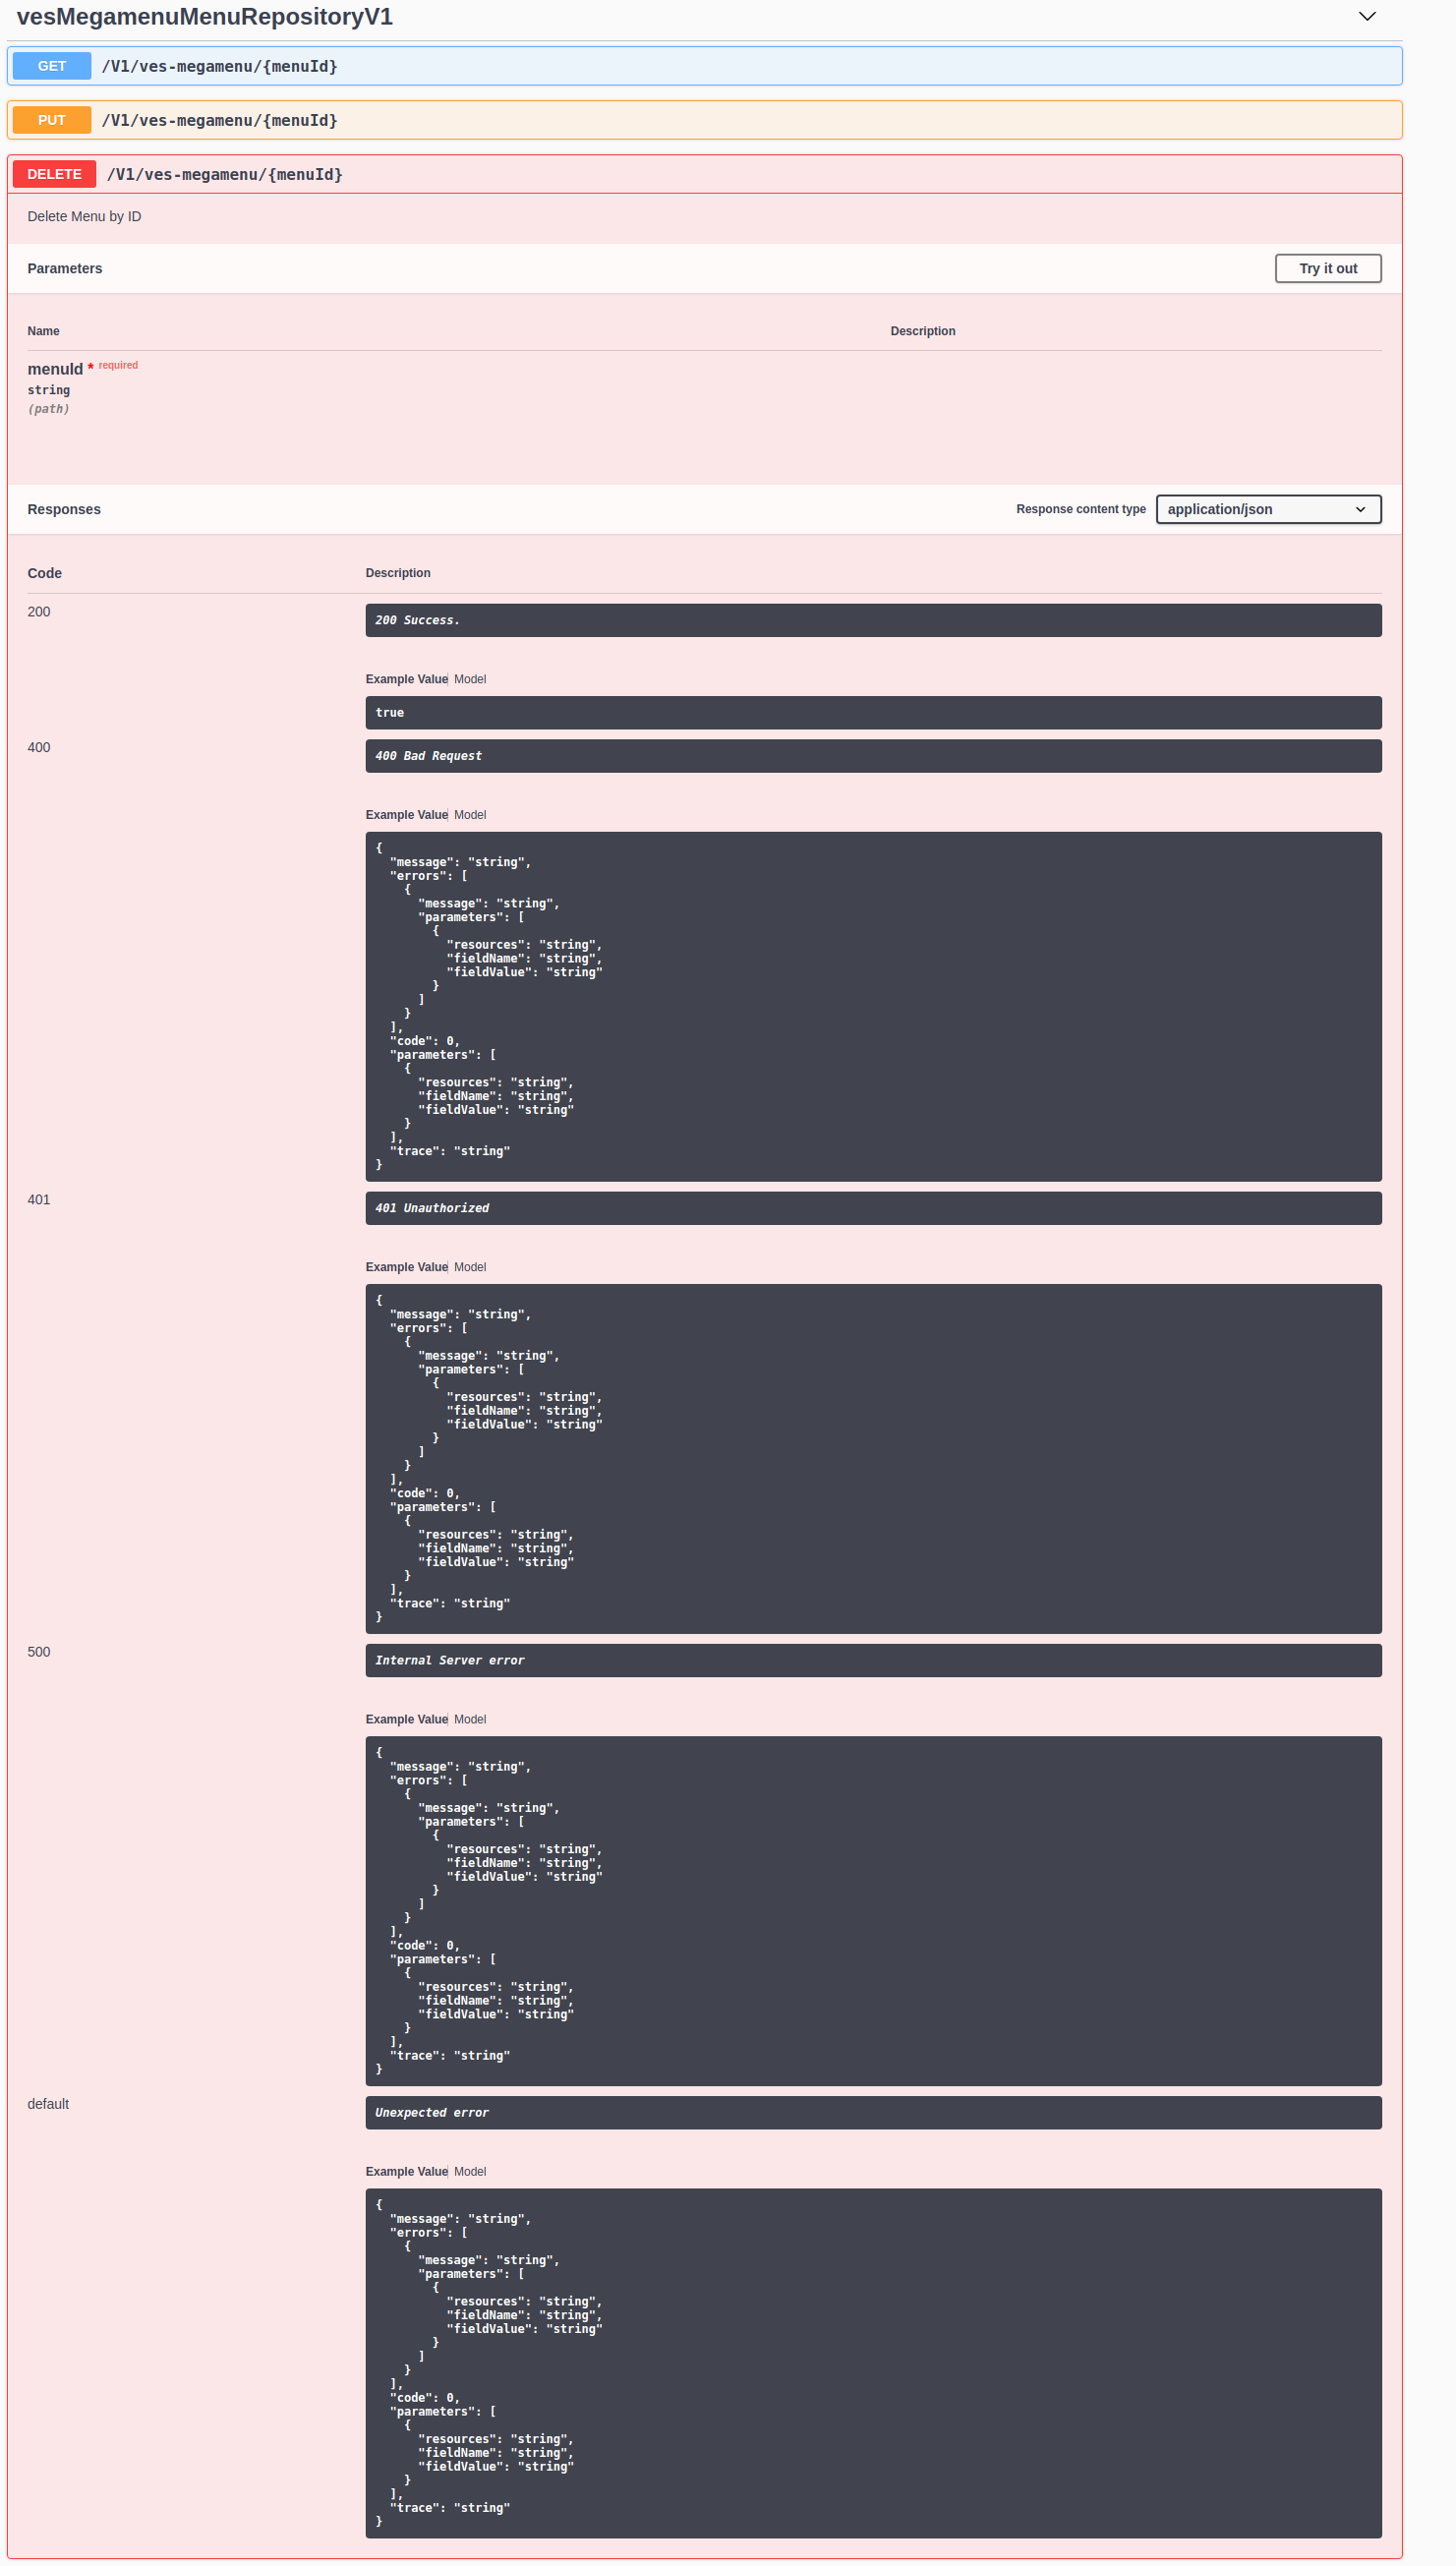 vesMegamenuMenuRepositoryV1
GET /V1/ves-megamenu/{menuId}
PUT /V1/ves-megamenu/{menuId}
DELETE /V1/ves-megamenu/{menuId}
Delete Menu by ID
Parameters Try it out
Name Description
menuId * required
string
(path)
Responses Response content type application/json
Code Description
200 200 Success.
Example Value Model
true
400 400 Bad Request
Example Value Model
{
  "message": "string",
  "errors": [
    {
      "message": "string",
      "parameters": [
        {
          "resources": "string",
          "fieldName": "string",
          "fieldValue": "string"
        }
      ]
    }
  ],
  "code": 0,
  "parameters": [
    {
      "resources": "string",
      "fieldName": "string",
      "fieldValue": "string"
    }
  ],
  "trace": "string"
}
401 401 Unauthorized
Example Value Model
{
  "message": "string",
  "errors": [
    {
      "message": "string",
      "parameters": [
        {
          "resources": "string",
          "fieldName": "string",
          "fieldValue": "string"
        }
      ]
    }
  ],
  "code": 0,
  "parameters": [
    {
      "resources": "string",
      "fieldName": "string",
      "fieldValue": "string"
    }
  ],
  "trace": "string"
}
500 Internal Server error
Example Value Model
{
  "message": "string",
  "errors": [
    {
      "message": "string",
      "parameters": [
        {
          "resources": "string",
          "fieldName": "string",
          "fieldValue": "string"
        }
      ]
    }
  ],
  "code": 0,
  "parameters": [
    {
      "resources": "string",
      "fieldName": "string",
      "fieldValue": "string"
    }
  ],
  "trace": "string"
}
default Unexpected error
Example Value Model
{
  "message": "string",
  "errors": [
    {
      "message": "string",
      "parameters": [
        {
          "resources": "string",
          "fieldName": "string",
          "fieldValue": "string"
        }
      ]
    }
  ],
  "code": 0,
  "parameters": [
    {
      "resources": "string",
      "fieldName": "string",
      "fieldValue": "string"
    }
  ],
  "trace": "string"
}